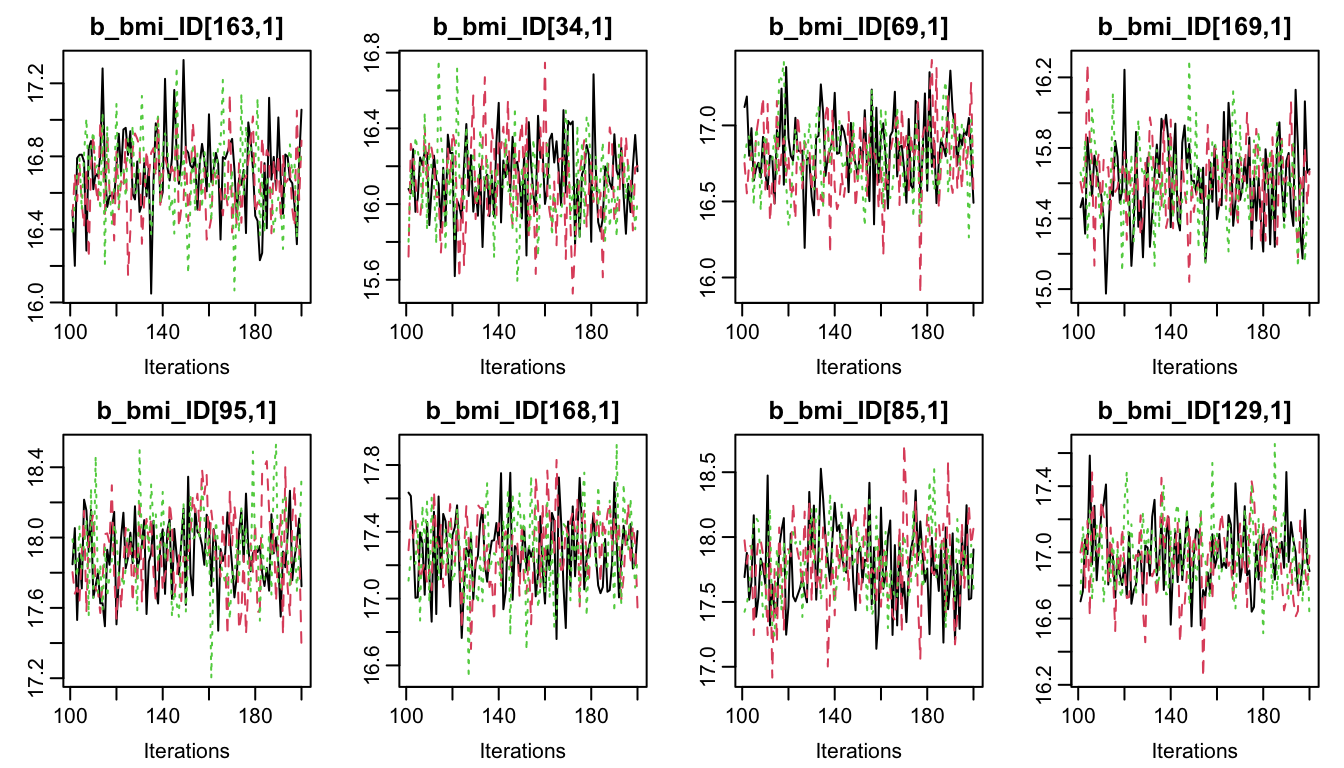 b_bmi_ID[163,1] b_bmi_ID[34,1] b_bmi_ID[69,1] b_bmi_ID[169,1]
16.0 16.4 16.8 17.2
15.6 16.0 16.4 16.8
16.0 16.5 17.0
15.0 15.4 15.8 16.2
100 140 180 100 140 180 100 140 180 100 140 180
Iterations Iterations Iterations Iterations
b_bmi_ID[95,1] b_bmi_ID[168,1] b_bmi_ID[85,1] b_bmi_ID[129,1]
17.2 17.6 18.0 18.4
16.6 17.0 17.4 17.8
17.0 17.5 18.0 18.5
16.2 16.6 17.0 17.4
100 140 180 100 140 180 100 140 180 100 140 180
Iterations Iterations Iterations Iterations